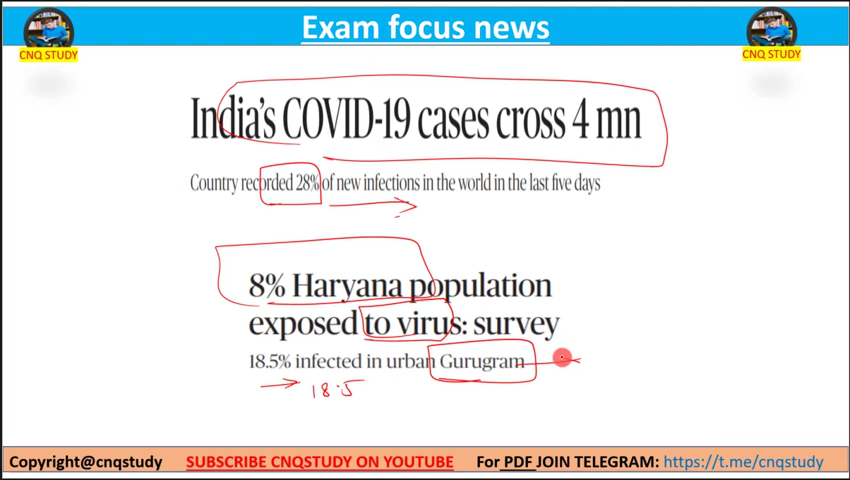 Exam focus news
CNQ STUDY
CNQ STUDY
India's COVID-19 cases cross 4 mn
Country recorded 28% of new infections in the world in the last five days
8% Haryana population
exposed to virus: survey
18.5% infected in urban Gurugram
18.5
Copyright@cnqstudy SUBSCRIBE CNQSTUDY ON YOUTUBE For PDF JOIN TELEGRAM: https://t.me/cnqstudy